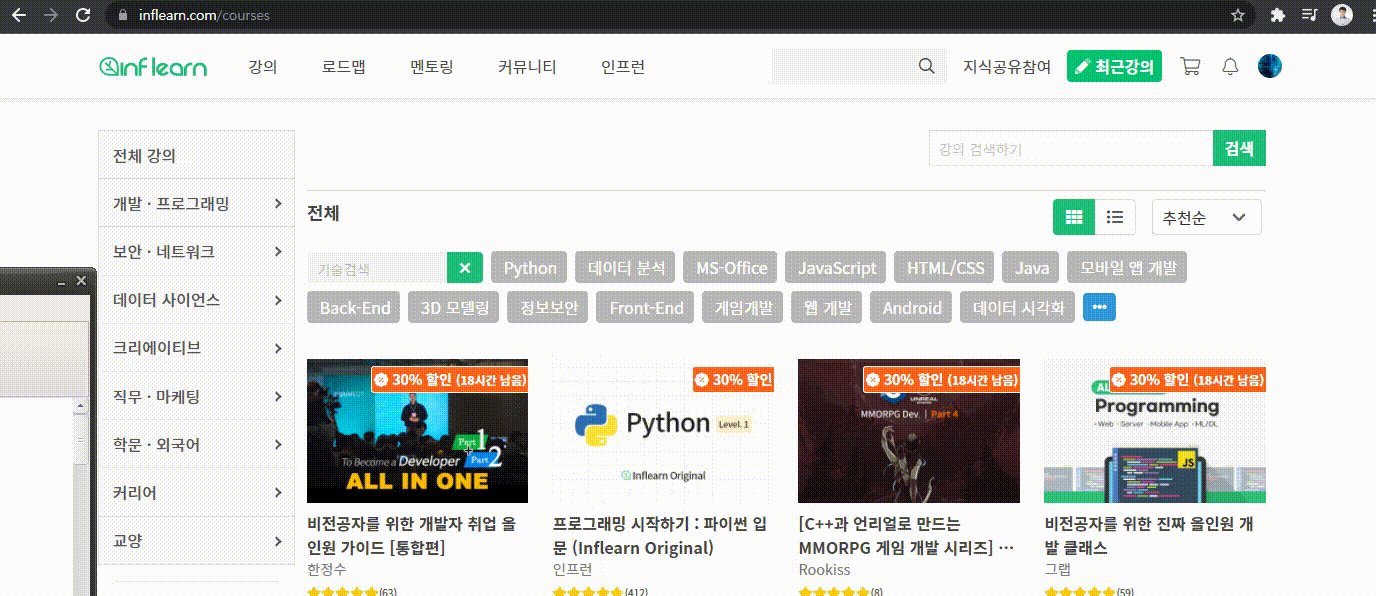 inflearn.com/courses
inflearn 강의 로드맵 멘토링 커뮤니티 인프런 지식공유참여 최근강의
강의 검색하기 검색
전체 강의
개발 · 프로그래밍
보안 · 네트워크
데이터 사이언스
크리에이티브
직무 · 마케팅
학문 · 외국어
커리어
교양
전체 추천순
기술검색 Python 데이터 분석 MS-Office JavaScript HTML/CSS Java 모바일 앱 개발
Back-End 3D 모델링 정보보안 Front-End 게임개발 웹 개발 Android 데이터 시각화
30% 할인 (18시간 남음)
Part 1
Part 2
To Become a Developer
ALL IN ONE
비전공자를 위한 개발자 취업 올
인원 가이드 [통합편]
한정수
(63)
30% 할인
Python Level. 1
Inflearn Original
프로그래밍 시작하기 : 파이썬 입
문 (Inflearn Original)
인프런
(412)
30% 할인 (18시간 남음)
UNREAL
MMORPG Dev. | Part 4
[C++과 언리얼로 만드는
MMORPG 게임 개발 시리즈] ···
Rookiss
(8)
30% 할인 (18시간 남음)
Programming
· Web · Server · Mobile App · ML/DL
JS
비전공자를 위한 진짜 올인원 개
발 클래스
그랩
(59)